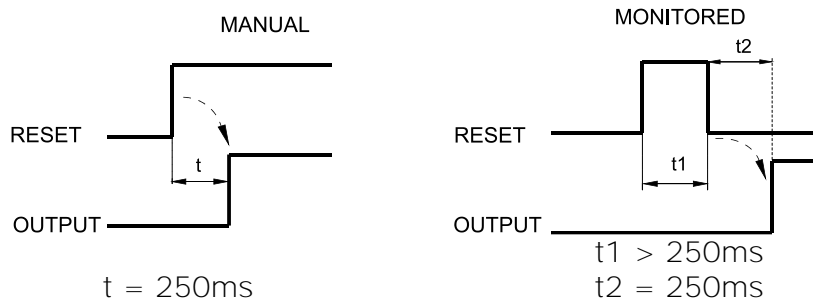 MANUAL
RESET
t
OUTPUT
t = 250ms
MONITORED
t2
RESET
t1
OUTPUT
t1 > 250ms
t2 = 250ms